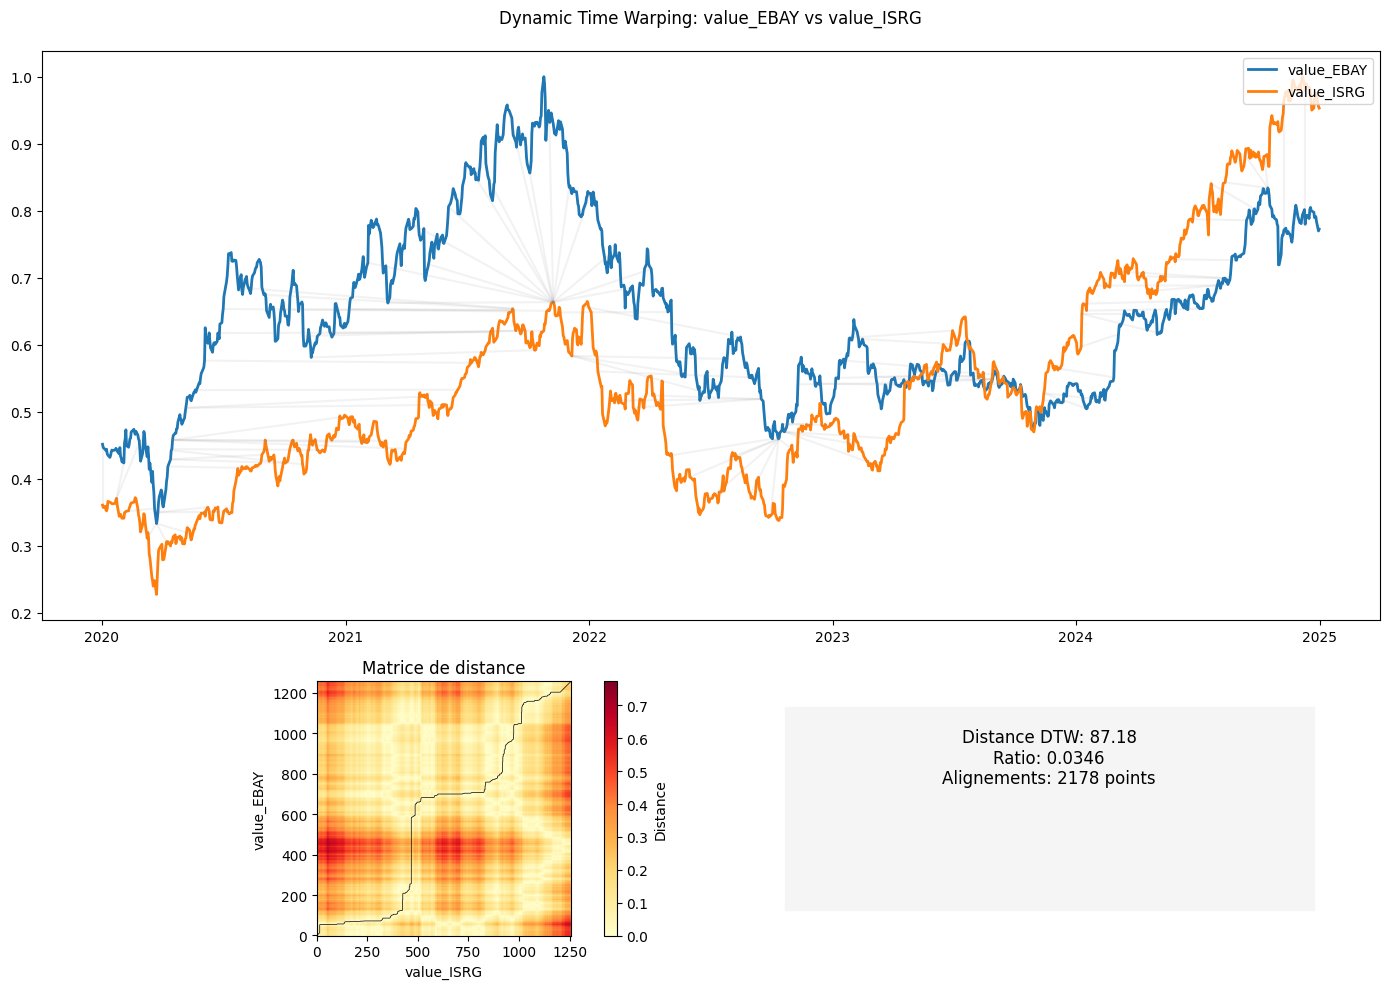 Dynamic Time Warping: value_EBAY vs value_ISRG
1.0
0.9
0.8
0.7
0.6
0.5
0.4
0.3
0.2
value_EBAY
value_ISRG
2020 2021 2022 2023 2024 2025
Matrice de distance
1200
1000
800
600
400
200
0
value_EBAY
0 250 500 750 1000 1250
value_ISRG
0.7
0.6
0.5
0.4
0.3
0.2
0.1
0.0
Distance
Distance DTW: 87.18
Ratio: 0.0346
Alignements: 2178 points